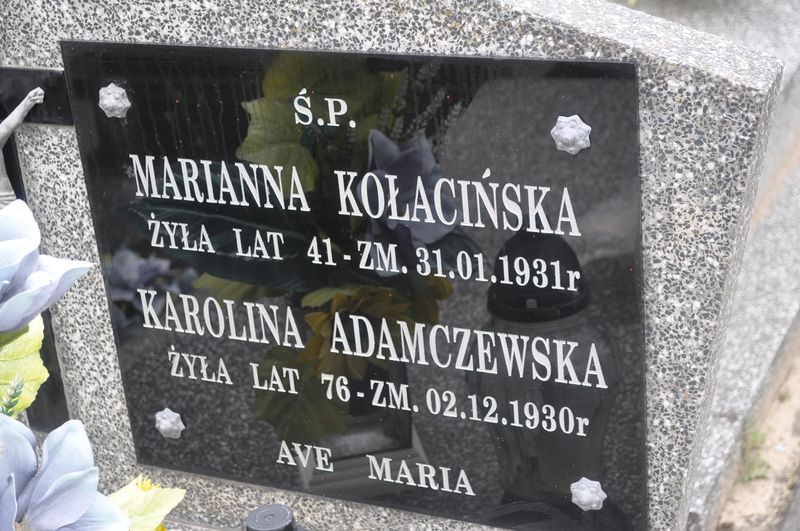 Ś.P.
MARIANNA KOŁACIŃSKA
ŻYŁA LAT 41 - ZM. 31.01.1931r
KAROLINA ADAMCZEWSKA
ŻYŁA LAT 76 - ZM. 02.12.1930r
AVE MARIA